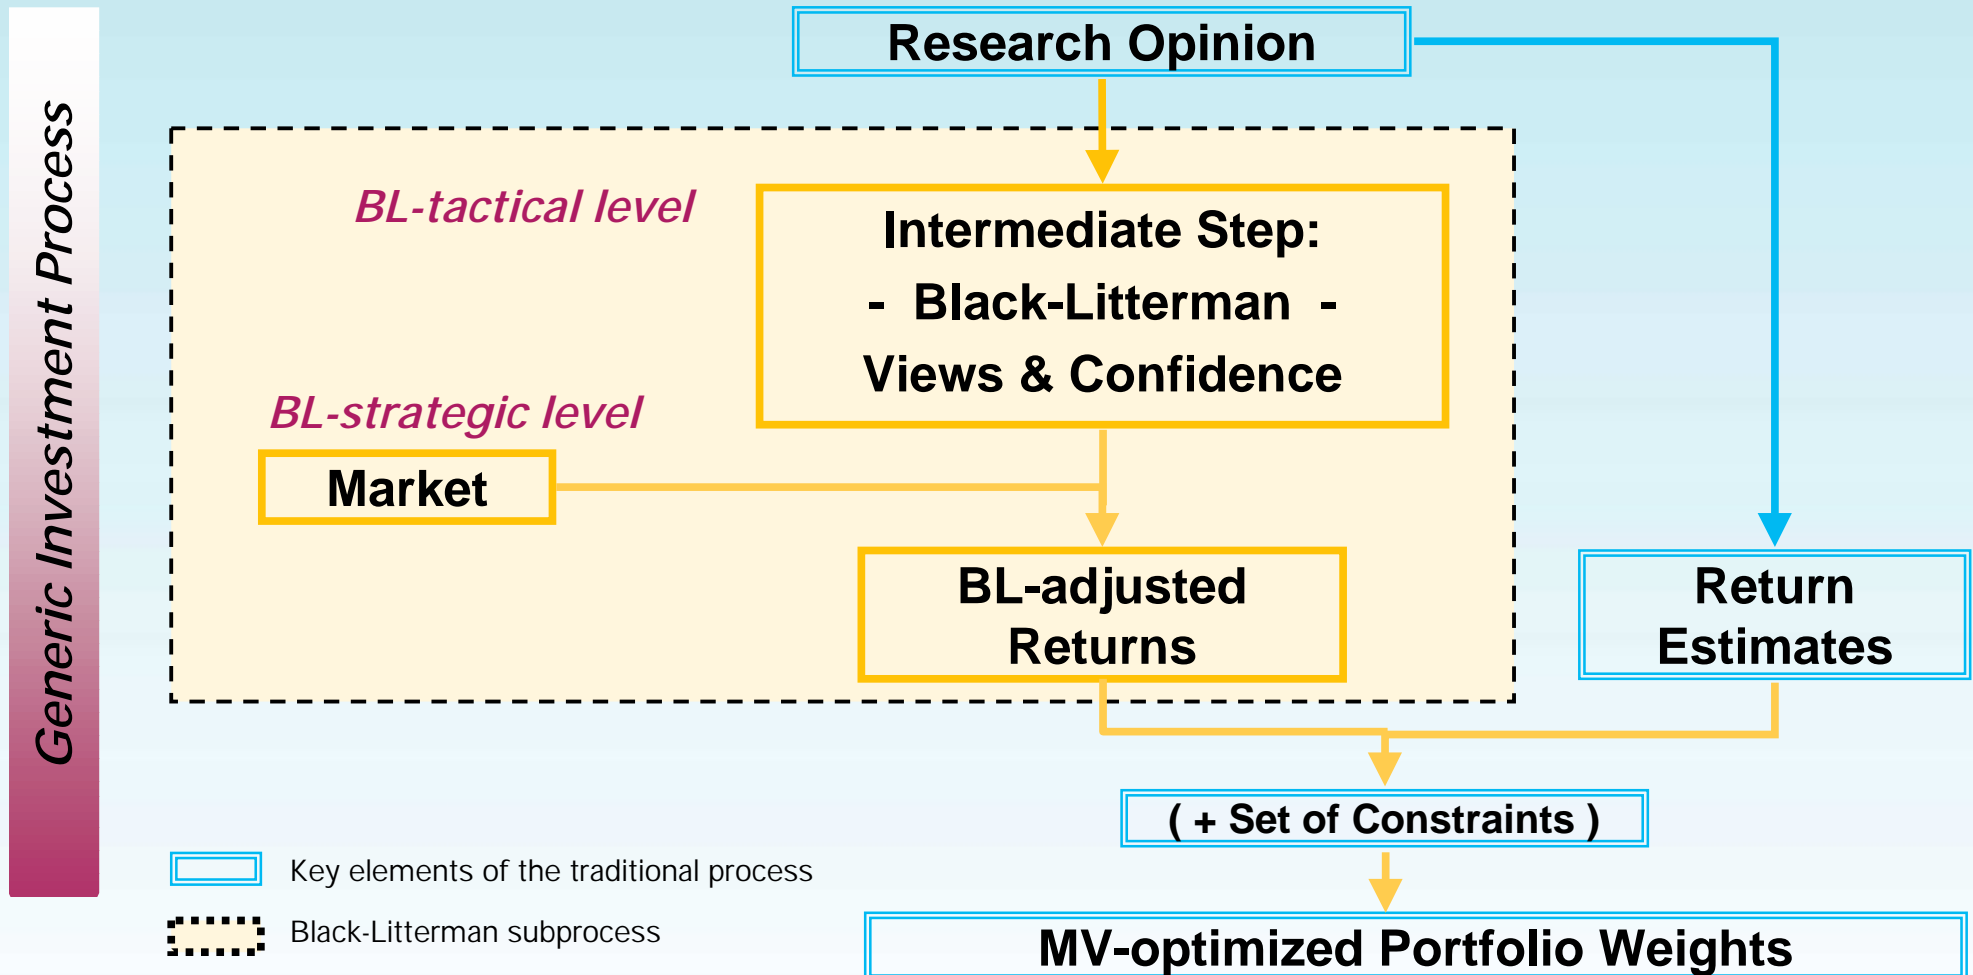 Generic Investment Process
Research Opinion
BL-tactical level
Intermediate Step:
- Black-Litterman -
Views & Confidence
BL-strategic level
Market
BL-adjusted
Returns
Return
Estimates
( + Set of Constraints )
Key elements of the traditional process
Black-Litterman subprocess
MV-optimized Portfolio Weights